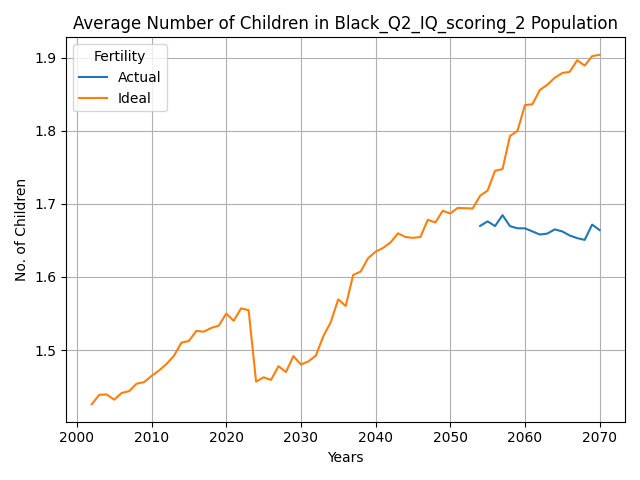 Average Number of Children in Black_Q2_IQ_scoring_2 Population
Fertility
Actual
Ideal
No. of Children
1.9
1.8
1.7
1.6
1.5
2000 2010 2020 2030 2040 2050 2060 2070
Years